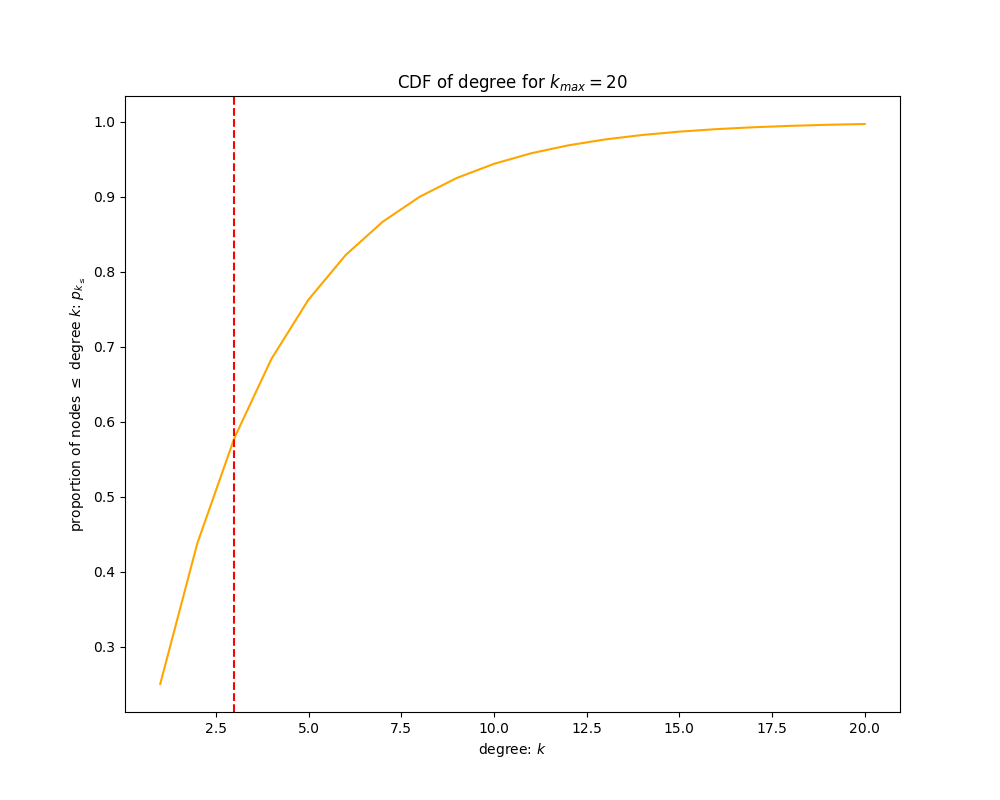 CDF of degree for k_max = 20
proportion of nodes ≤ degree k: p_k_≤
1.0
0.9
0.8
0.7
0.6
0.5
0.4
0.3
2.5 5.0 7.5 10.0 12.5 15.0 17.5 20.0
degree: k